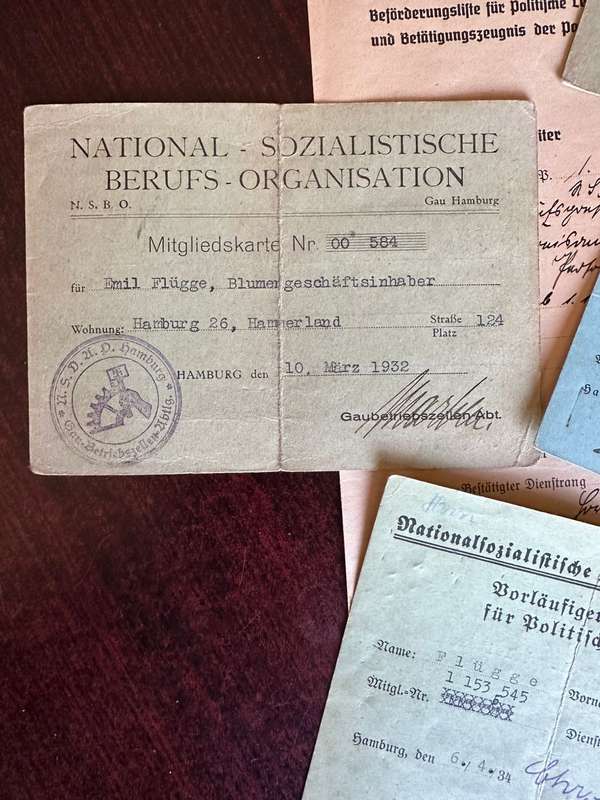 Beförderungsliste für Politische Le
und Betätigungszeugnis der Po
iter
NATIONAL - SOZIALISTISCHE
BERUFS - ORGANISATION
N. S. B. O. Gau Hamburg
Mitgliedskarte Nr. 00 584
für Emil Flügge, Blumengeschäftsinhaber
Wohnung: Hamburg 26, Hammerland Straße 124
Platz
HAMBURG den 10. März 1932
Gaubetriebszellen-Abt.
N.S.D.A.P. Hamburg
Gau-Betriebszellen-Abtlg.
Bestätigter Dienstrang
Nationalsozialistische
Vorläufiger
für Politisch
Name: Flügge
1 153 545
Mitgl.-Nr.
Vorn
Dienst
Hamburg, den 6./4.34